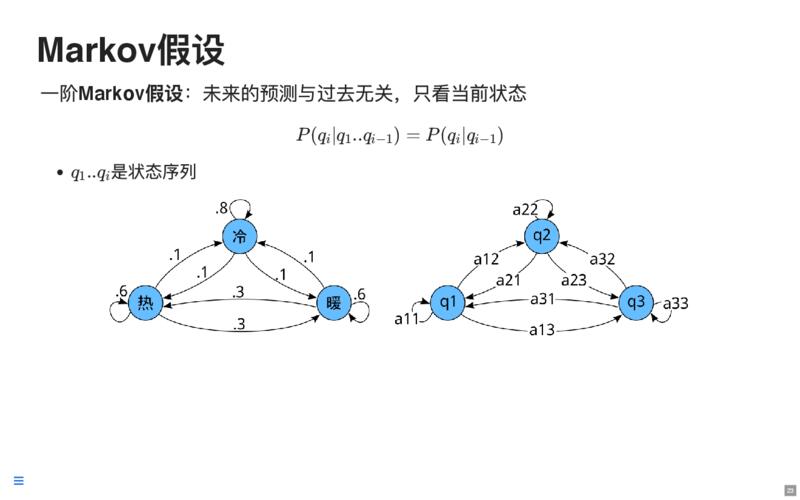 Markov假设
一阶Markov假设：未来的预测与过去无关，只看当前状态
P(q_i|q_1..q_{i-1}) = P(q_i|q_{i-1})
• q_1..q_i是状态序列
.8
冷
.1
.1
.1
.1
.6
热
.3
暖
.6
.3
a22
q2
a12
a32
a21
a23
q1
a31
q3
a33
a11
a13
23